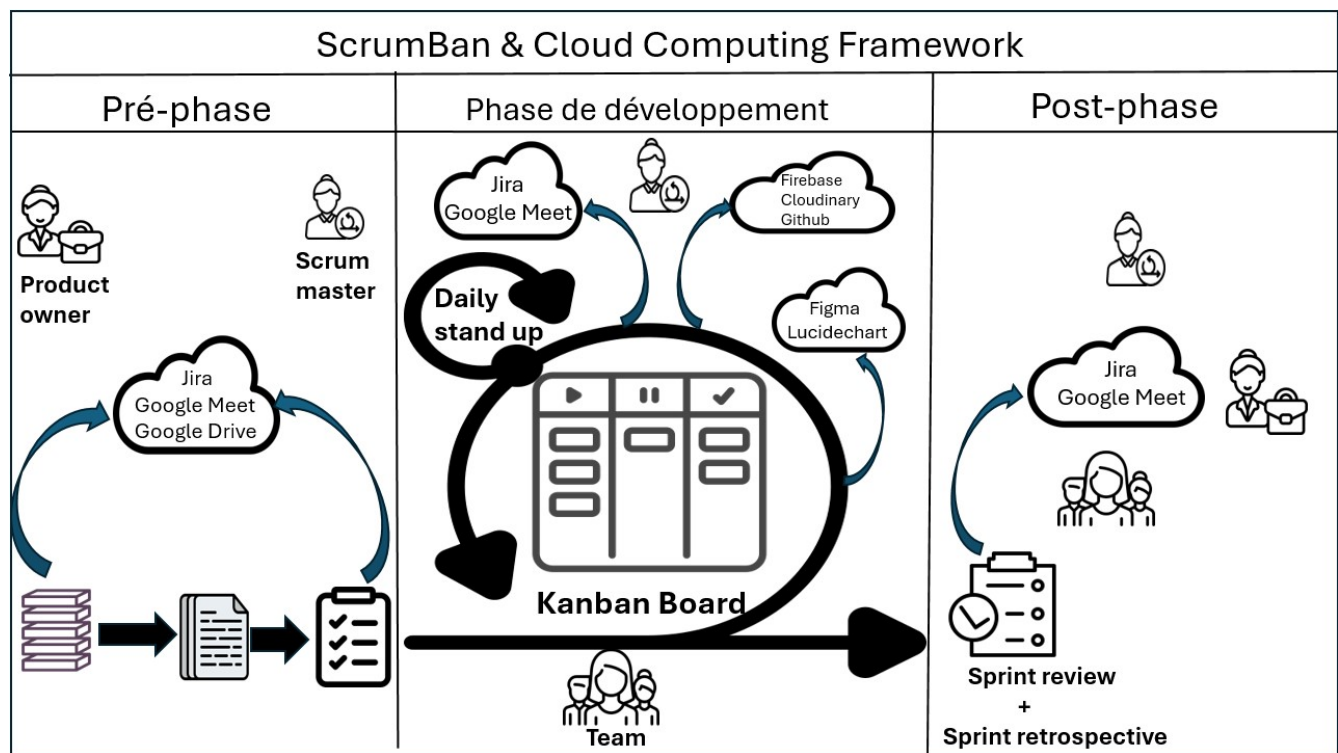 ScrumBan & Cloud Computing Framework
Pré-phase
Product
owner
Scrum
master
Jira
Google Meet
Google Drive
Phase de développement
Jira
Google Meet
Firebase
Cloudinary
Github
Figma
Lucidechart
Daily
stand up
Kanban Board
Team
Post-phase
Jira
Google Meet
Sprint review
+
Sprint retrospective